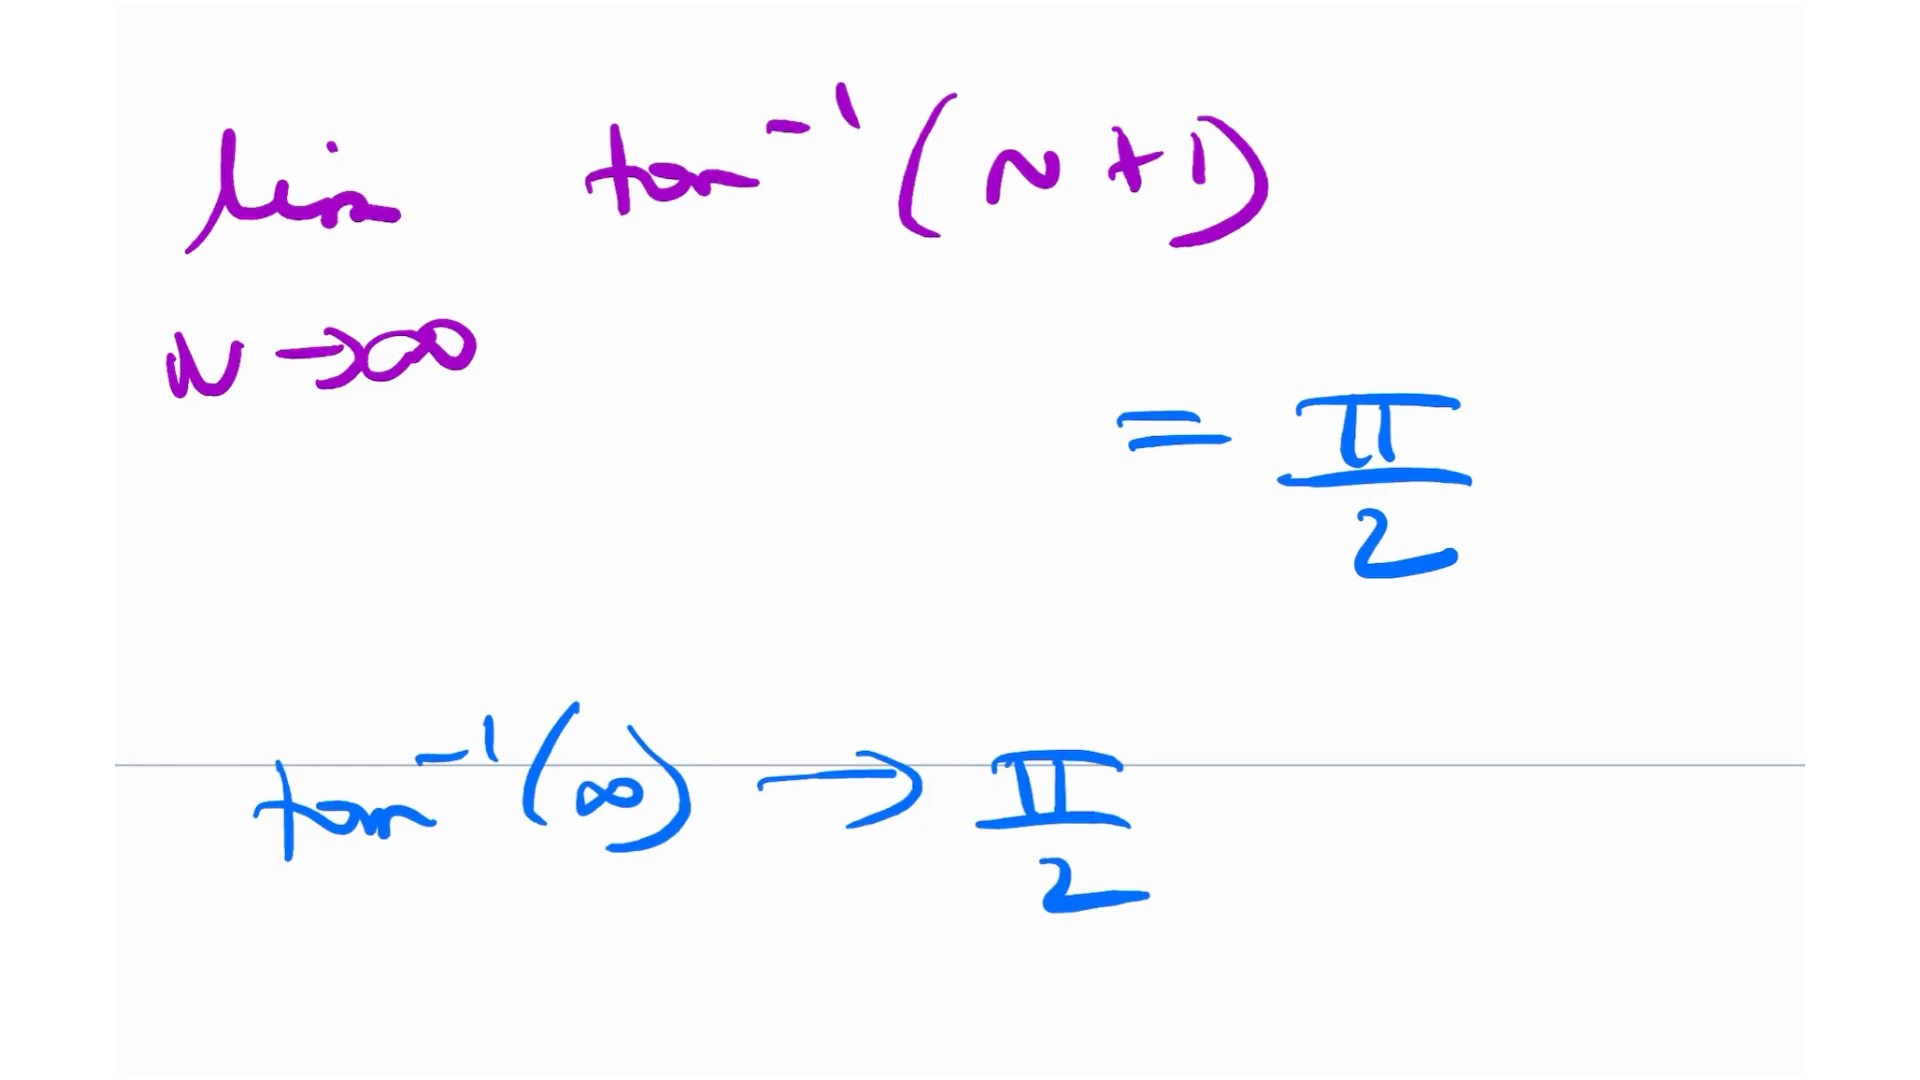 lim tan⁻¹(N+1)
N→∞
= π/2
tan⁻¹(∞) → π/2